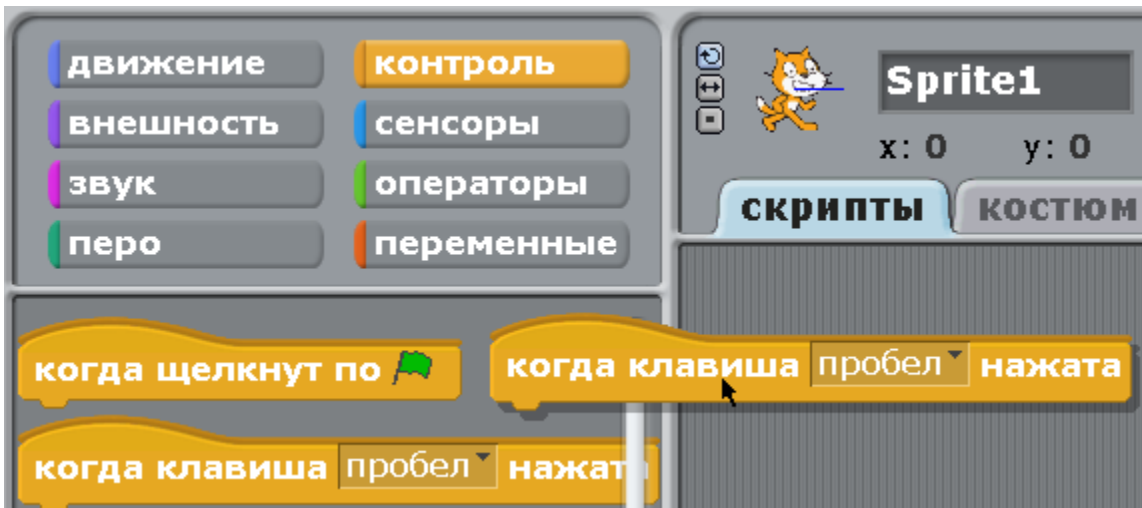 движение
контроль
внешность
сенсоры
звук
операторы
перо
переменные
Sprite1
x: 0 y: 0
скрипты
костюм
когда щелкнут по
когда клавиша пробел нажата
когда клавиша пробел нажата